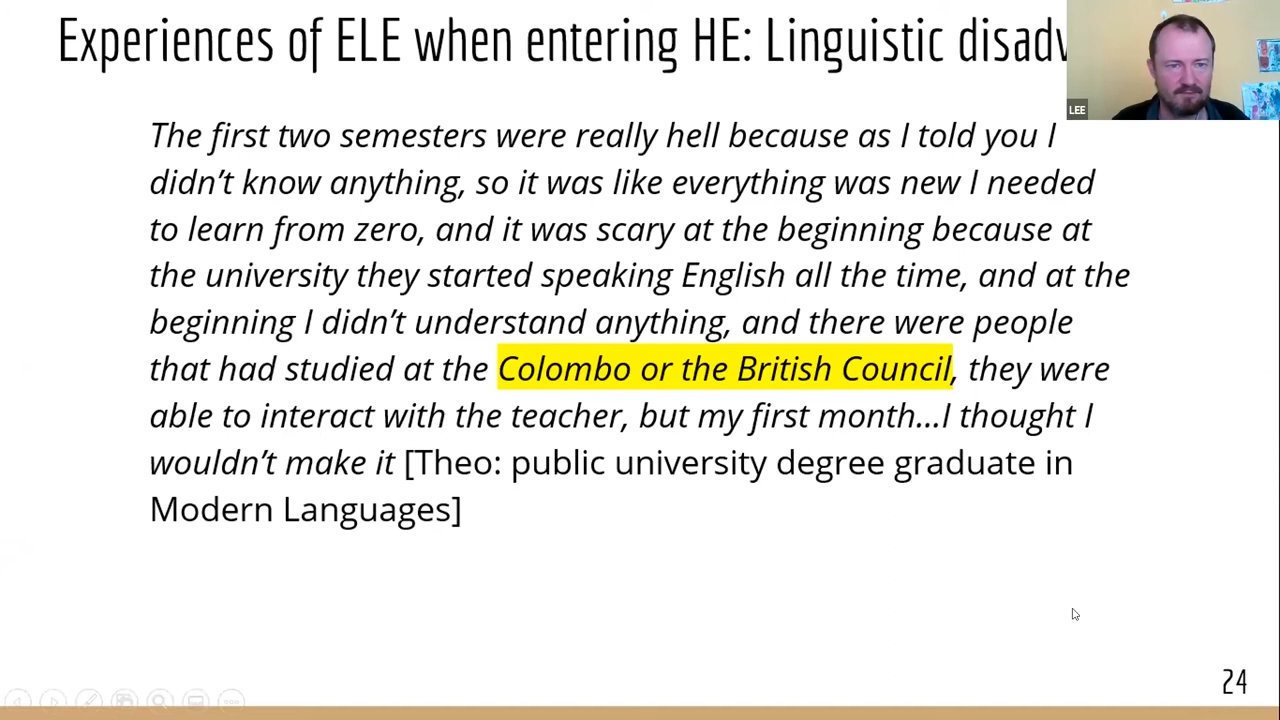 Experiences of ELE when entering HE: Linguistic
LEE
The first two semesters were really hell because as I told you I
didn’t know anything, so it was like everything was new I needed
to learn from zero, and it was scary at the beginning because at
the university they started speaking English all the time, and at the
beginning I didn’t understand anything, and there were people
that had studied at the Colombo or the British Council, they were
able to interact with the teacher, but my first month...I thought I
wouldn’t make it [Theo: public university degree graduate in
Modern Languages]
24